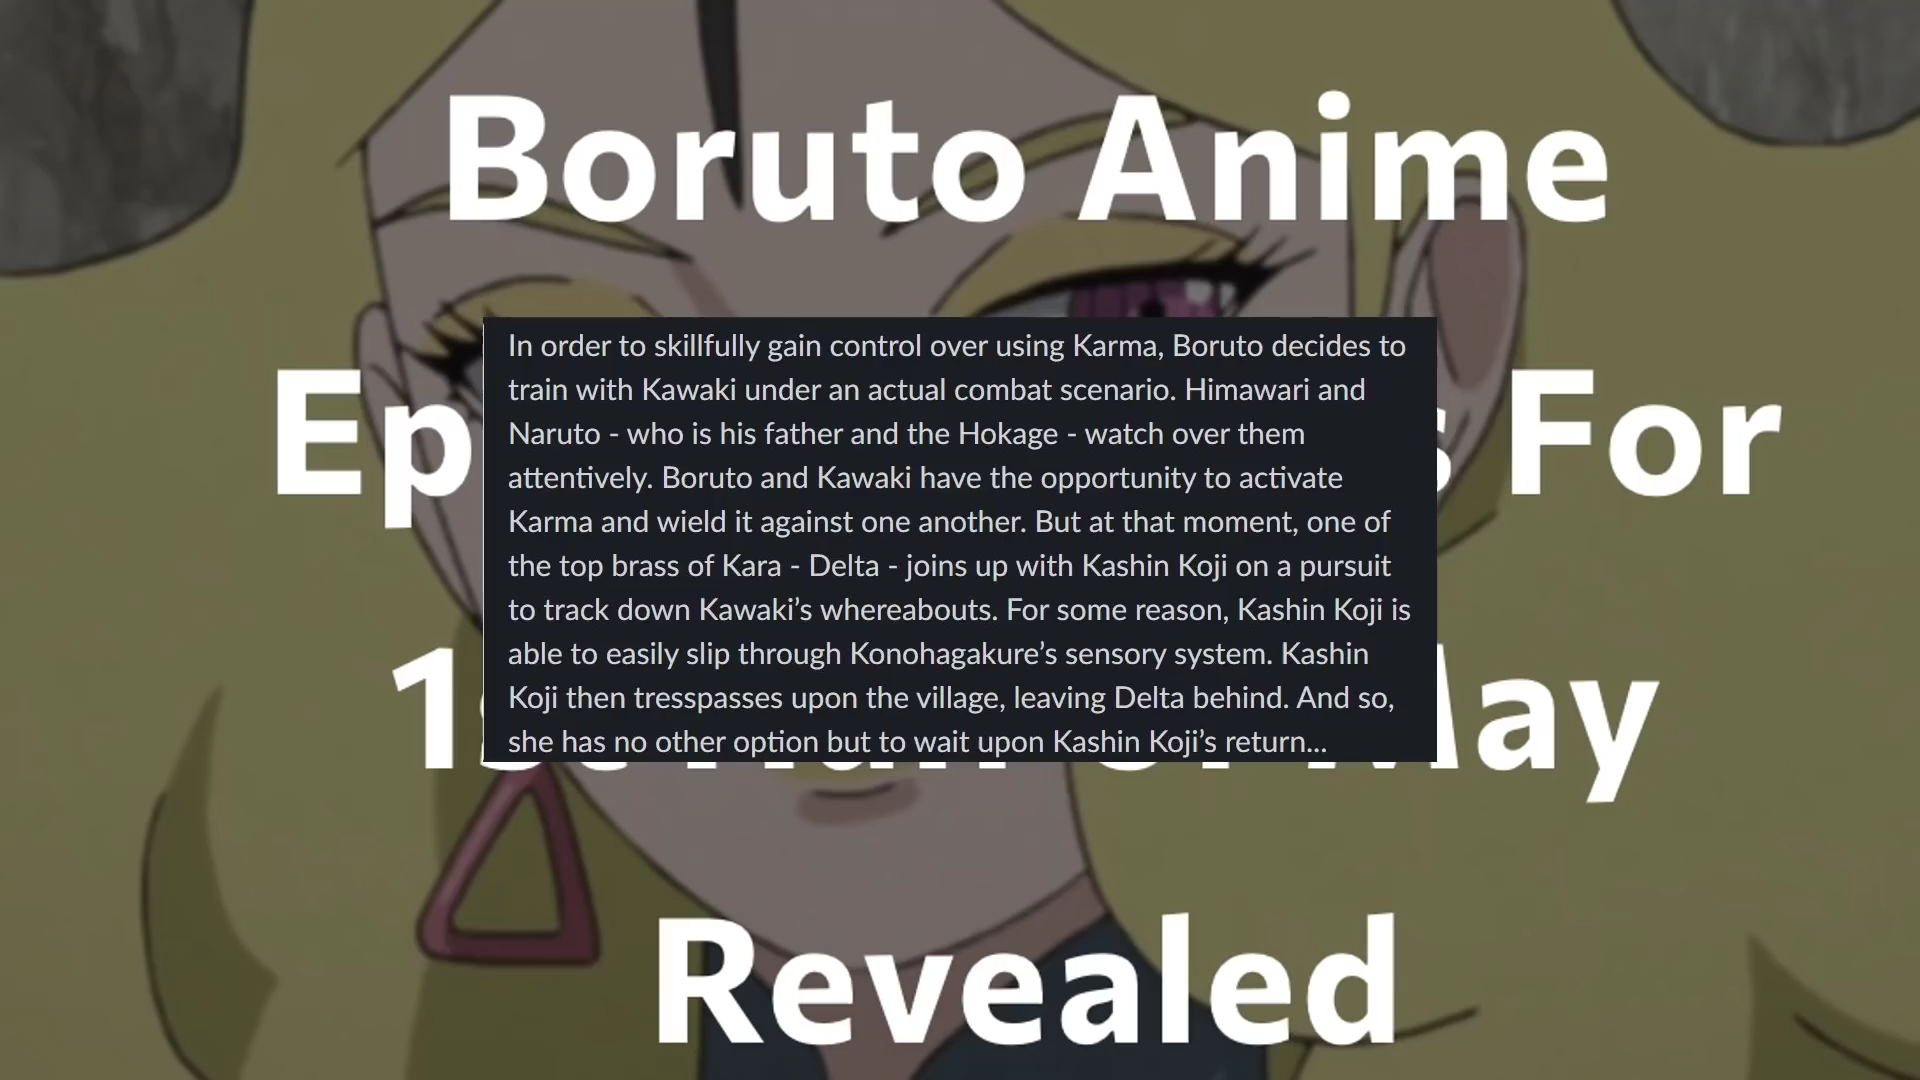 Boruto Anime
Ep For
In order to skillfully gain control over using Karma, Boruto decides to
train with Kawaki under an actual combat scenario. Himawari and
Naruto - who is his father and the Hokage - watch over them
attentively. Boruto and Kawaki have the opportunity to activate
Karma and wield it against one another. But at that moment, one of
the top brass of Kara - Delta - joins up with Kashin Koji on a pursuit
to track down Kawaki’s whereabouts. For some reason, Kashin Koji is
able to easily slip through Konohagakure’s sensory system. Kashin
Koji then tresspasses upon the village, leaving Delta behind. And so,
she has no other option but to wait upon Kashin Koji’s return...
May
Revealed